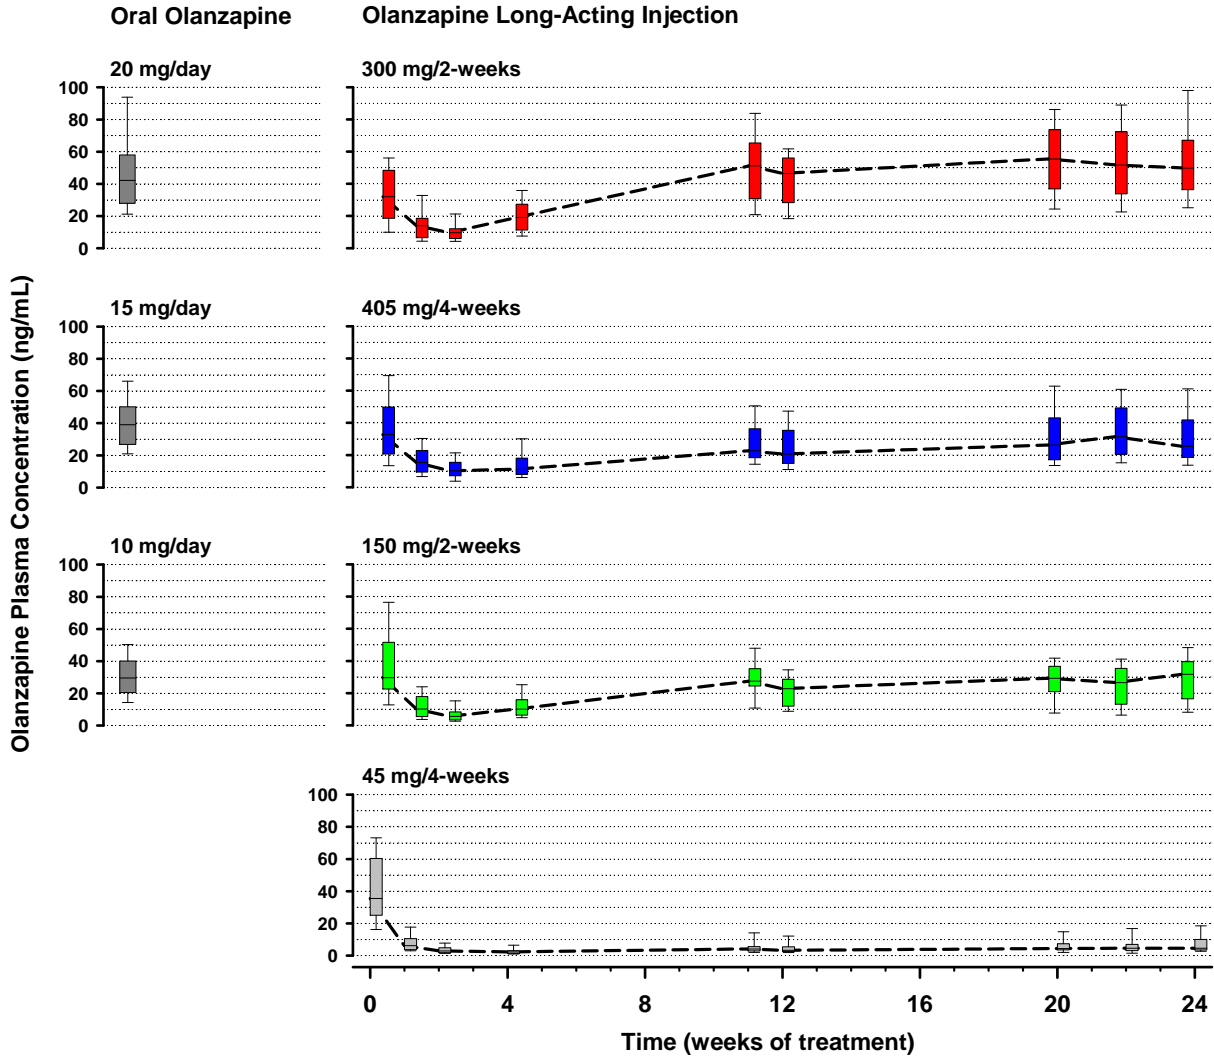 Oral Olanzapine
Olanzapine Long-Acting Injection
20 mg/day
300 mg/2-weeks
100
80
60
40
20
0
15 mg/day
405 mg/4-weeks
100
80
60
40
20
0
10 mg/day
150 mg/2-weeks
100
80
60
40
20
0
45 mg/4-weeks
100
80
60
40
20
0
Olanzapine Plasma Concentration (ng/mL)
0 4 8 12 16 20 24
Time (weeks of treatment)